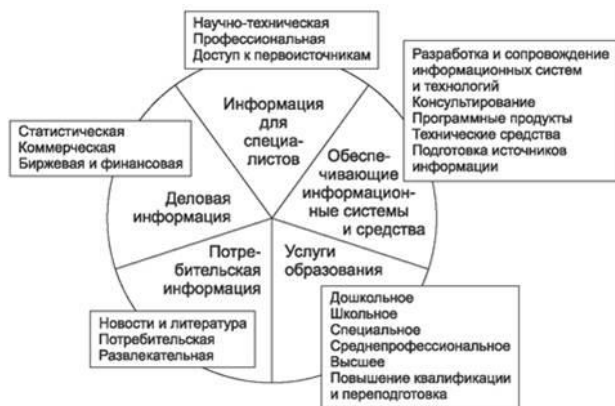 Научно-техническая
Профессиональная
Доступ к первоисточникам
Информация
для
специа-
листов
Разработка и сопровождение
информационных систем
и технологий
Консультирование
Программные продукты
Технические средства
Подготовка источников
информации
Обеспе-
чивающие
информацион-
ные системы
и средства
Статистическая
Коммерческая
Биржевая и финансовая
Деловая
информация
Потре-
бительская
информация
Новости и литература
Потребительская
Развлекательная
Услуги
образования
Дошкольное
Школьное
Специальное
Среднепрофессиональное
Высшее
Повышение квалификации
и переподготовка